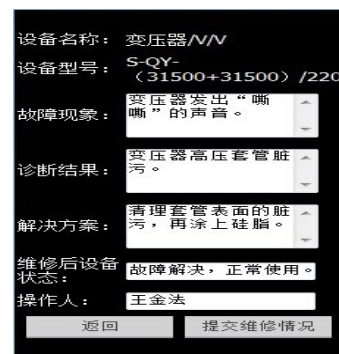 设备名称： 变压器/V/V
设备型号： S-QY-
（31500+31500）/220
故障现象： 变压器发出“嘶
嘶”的声音。
诊断结果： 变压器高压套管脏
污。
解决方案： 清理套管表面的脏
污，再涂上硅脂。
维修后设备
状态： 故障解决，正常使用。
操作人： 王金法
返回 提交维修情况